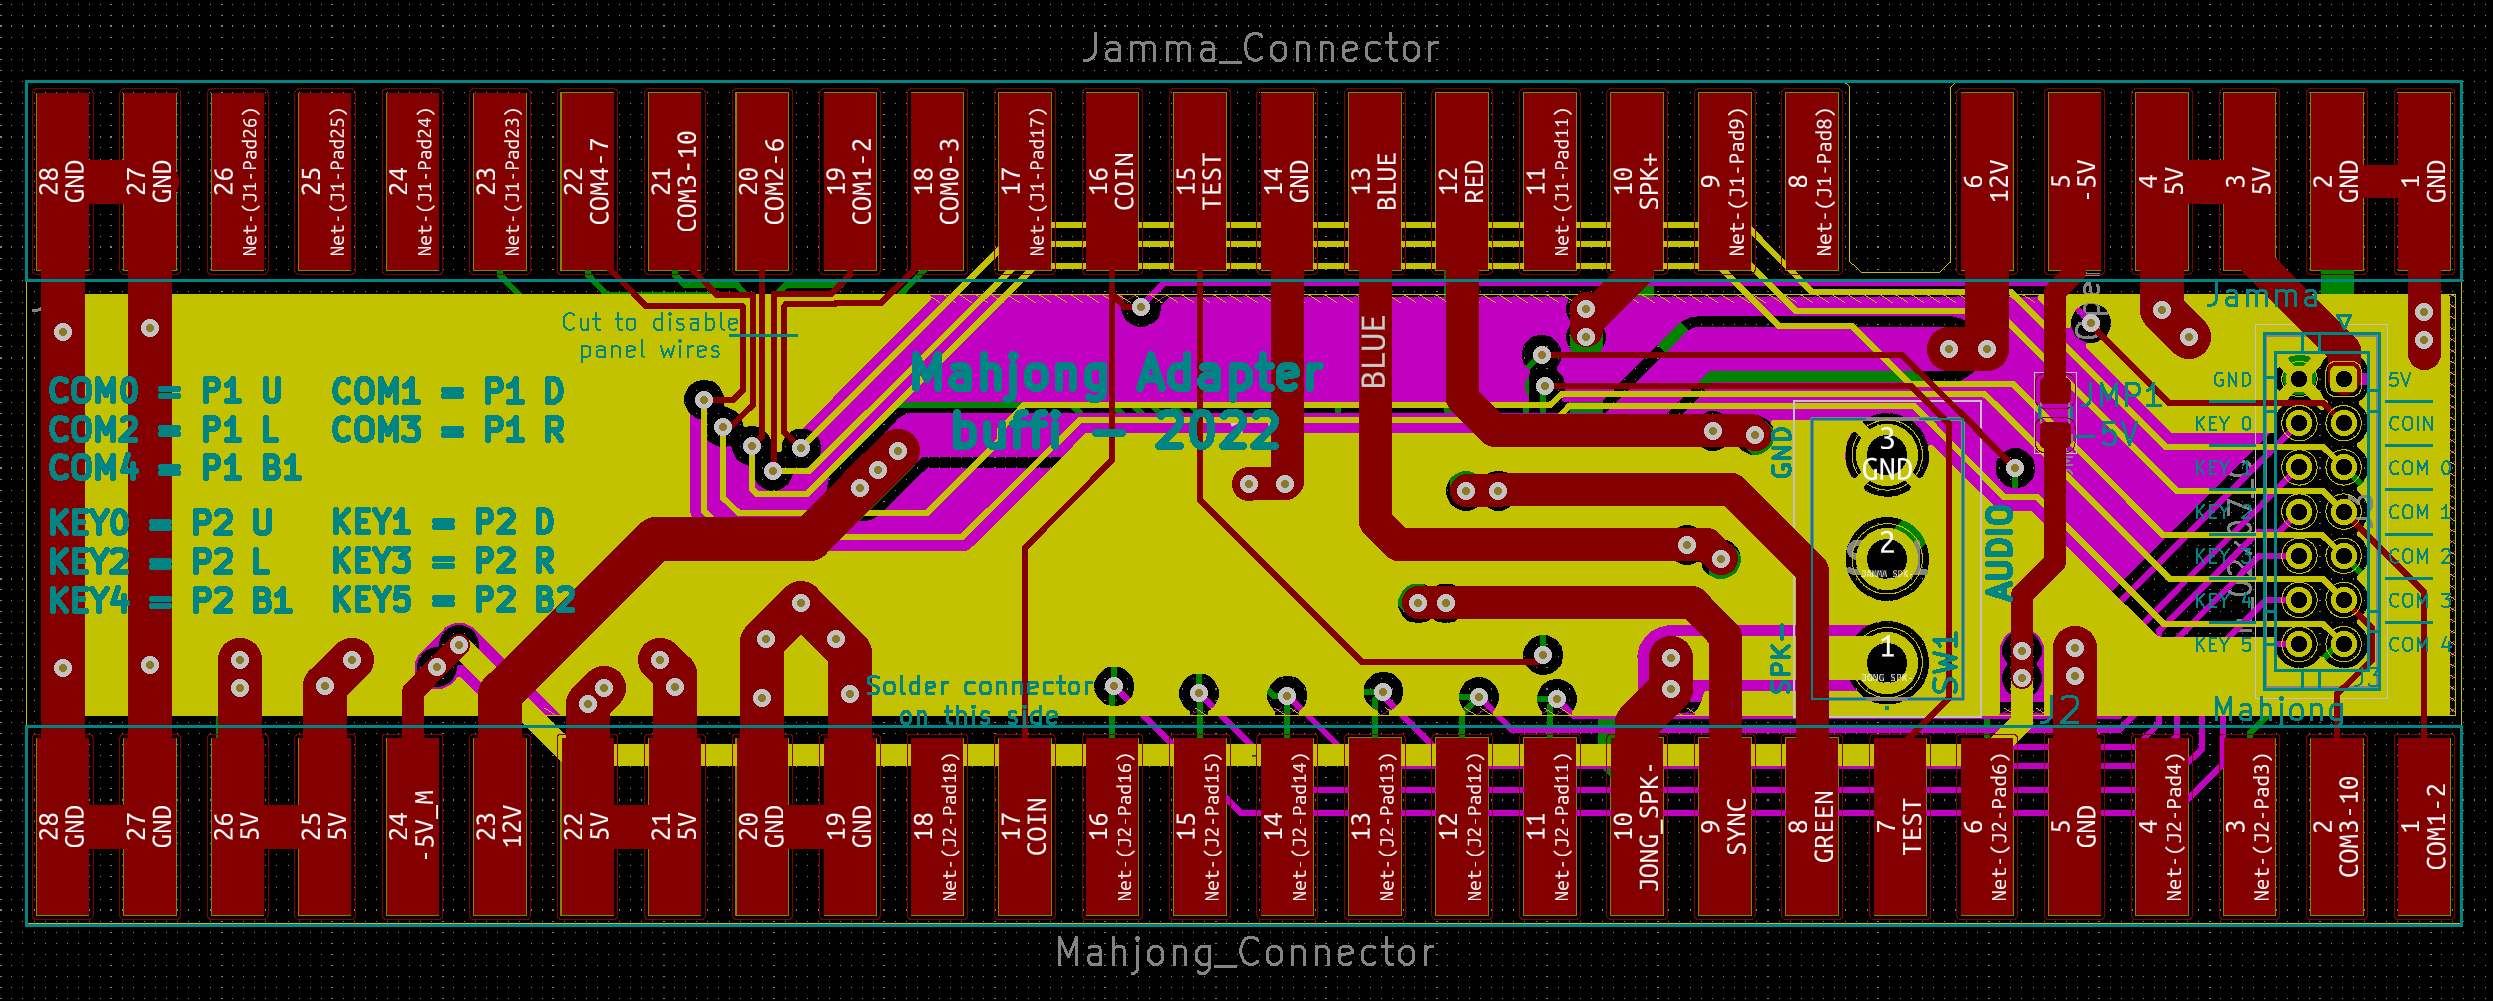 Jamma_Connector
28
GND
27
GND
26
Net-(J1-Pad26)
25
Net-(J1-Pad25)
24
Net-(J1-Pad24)
23
Net-(J1-Pad23)
22
COM4-7
21
COM3-10
20
COM2-6
19
COM1-2
18
COM0-3
17
Net-(J1-Pad17)
16
COIN
15
TEST
14
GND
13
BLUE
12
RED
11
Net-(J1-Pad11)
10
SPK+
9
Net-(J1-Pad9)
8
Net-(J1-Pad8)
6
12V
5
-5V
4
5V
3
5V
2
GND
1
GND
Cut to disable
panel wires
BLUE
Jamma
Mahjong Adapter
buffi - 2022
COM0 = P1 U COM1 = P1 D
COM2 = P1 L COM3 = P1 R
COM4 = P1 B1
KEY0 = P2 U KEY1 = P2 D
KEY2 = P2 L KEY3 = P2 R
KEY4 = P2 B1 KEY5 = P2 B2
JMP1
-5V
GND
3
GND
2
JAMMA SPK-
1
JONG SPK-
AUDIO
SPK-
SW1
GND 5V
KEY 0 COIN
KEY 1 COM 0
KEY 2 COM 1
KEY 3 COM 2
KEY 4 COM 3
KEY 5 COM 4
J3
J3
Solder connector
on this side
J2
Mahjong
28
GND
27
GND
26
5V
25
5V
24
-5V_M
23
12V
22
5V
21
5V
20
GND
19
GND
18
Net-(J2-Pad18)
17
COIN
16
Net-(J2-Pad16)
15
Net-(J2-Pad15)
14
Net-(J2-Pad14)
13
Net-(J2-Pad13)
12
Net-(J2-Pad12)
11
Net-(J2-Pad11)
10
JONG_SPK-
9
SYNC
8
GREEN
7
TEST
6
Net-(J2-Pad6)
5
GND
4
Net-(J2-Pad4)
3
Net-(J2-Pad3)
2
COM3-10
1
COM1-2
Mahjong_Connector